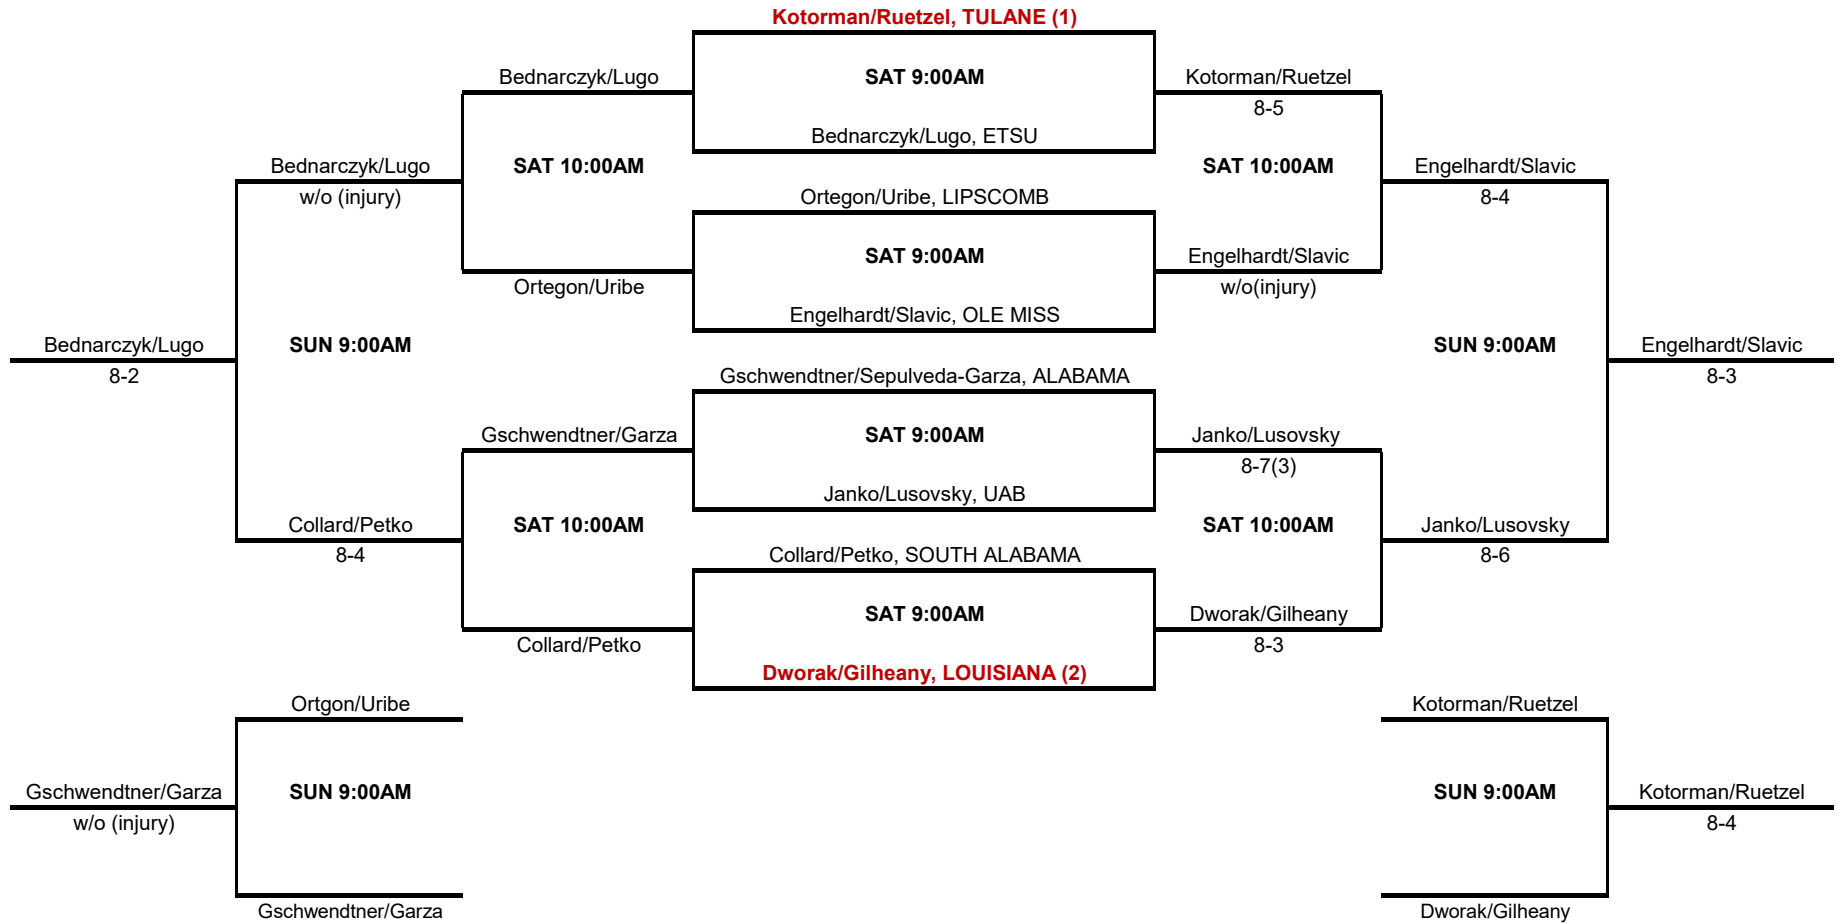 Kotorman/Ruetzel, TULANE (1)
Bednarczyk/Lugo
SAT 9:00AM
Kotorman/Ruetzel
8-5
Bednarczyk/Lugo, ETSU
Bednarczyk/Lugo
w/o (injury)
SAT 10:00AM
SAT 10:00AM
Engelhardt/Slavic
8-4
Ortegon/Uribe, LIPSCOMB
SAT 9:00AM
Engelhardt/Slavic
w/o(injury)
Ortegon/Uribe
Engelhardt/Slavic, OLE MISS
Bednarczyk/Lugo
8-2
SUN 9:00AM
SUN 9:00AM
Engelhardt/Slavic
8-3
Gschwendtner/Sepulveda-Garza, ALABAMA
Gschwendtner/Garza
SAT 9:00AM
Janko/Lusovsky
8-7(3)
Janko/Lusovsky, UAB
Collard/Petko
8-4
SAT 10:00AM
SAT 10:00AM
Janko/Lusovsky
8-6
Collard/Petko, SOUTH ALABAMA
SAT 9:00AM
Dworak/Gilheany
8-3
Collard/Petko
Dworak/Gilheany, LOUISIANA (2)
Ortgon/Uribe
Kotorman/Ruetzel
Gschwendtner/Garza
w/o (injury)
SUN 9:00AM
SUN 9:00AM
Kotorman/Ruetzel
8-4
Gschwendtner/Garza
Dworak/Gilheany